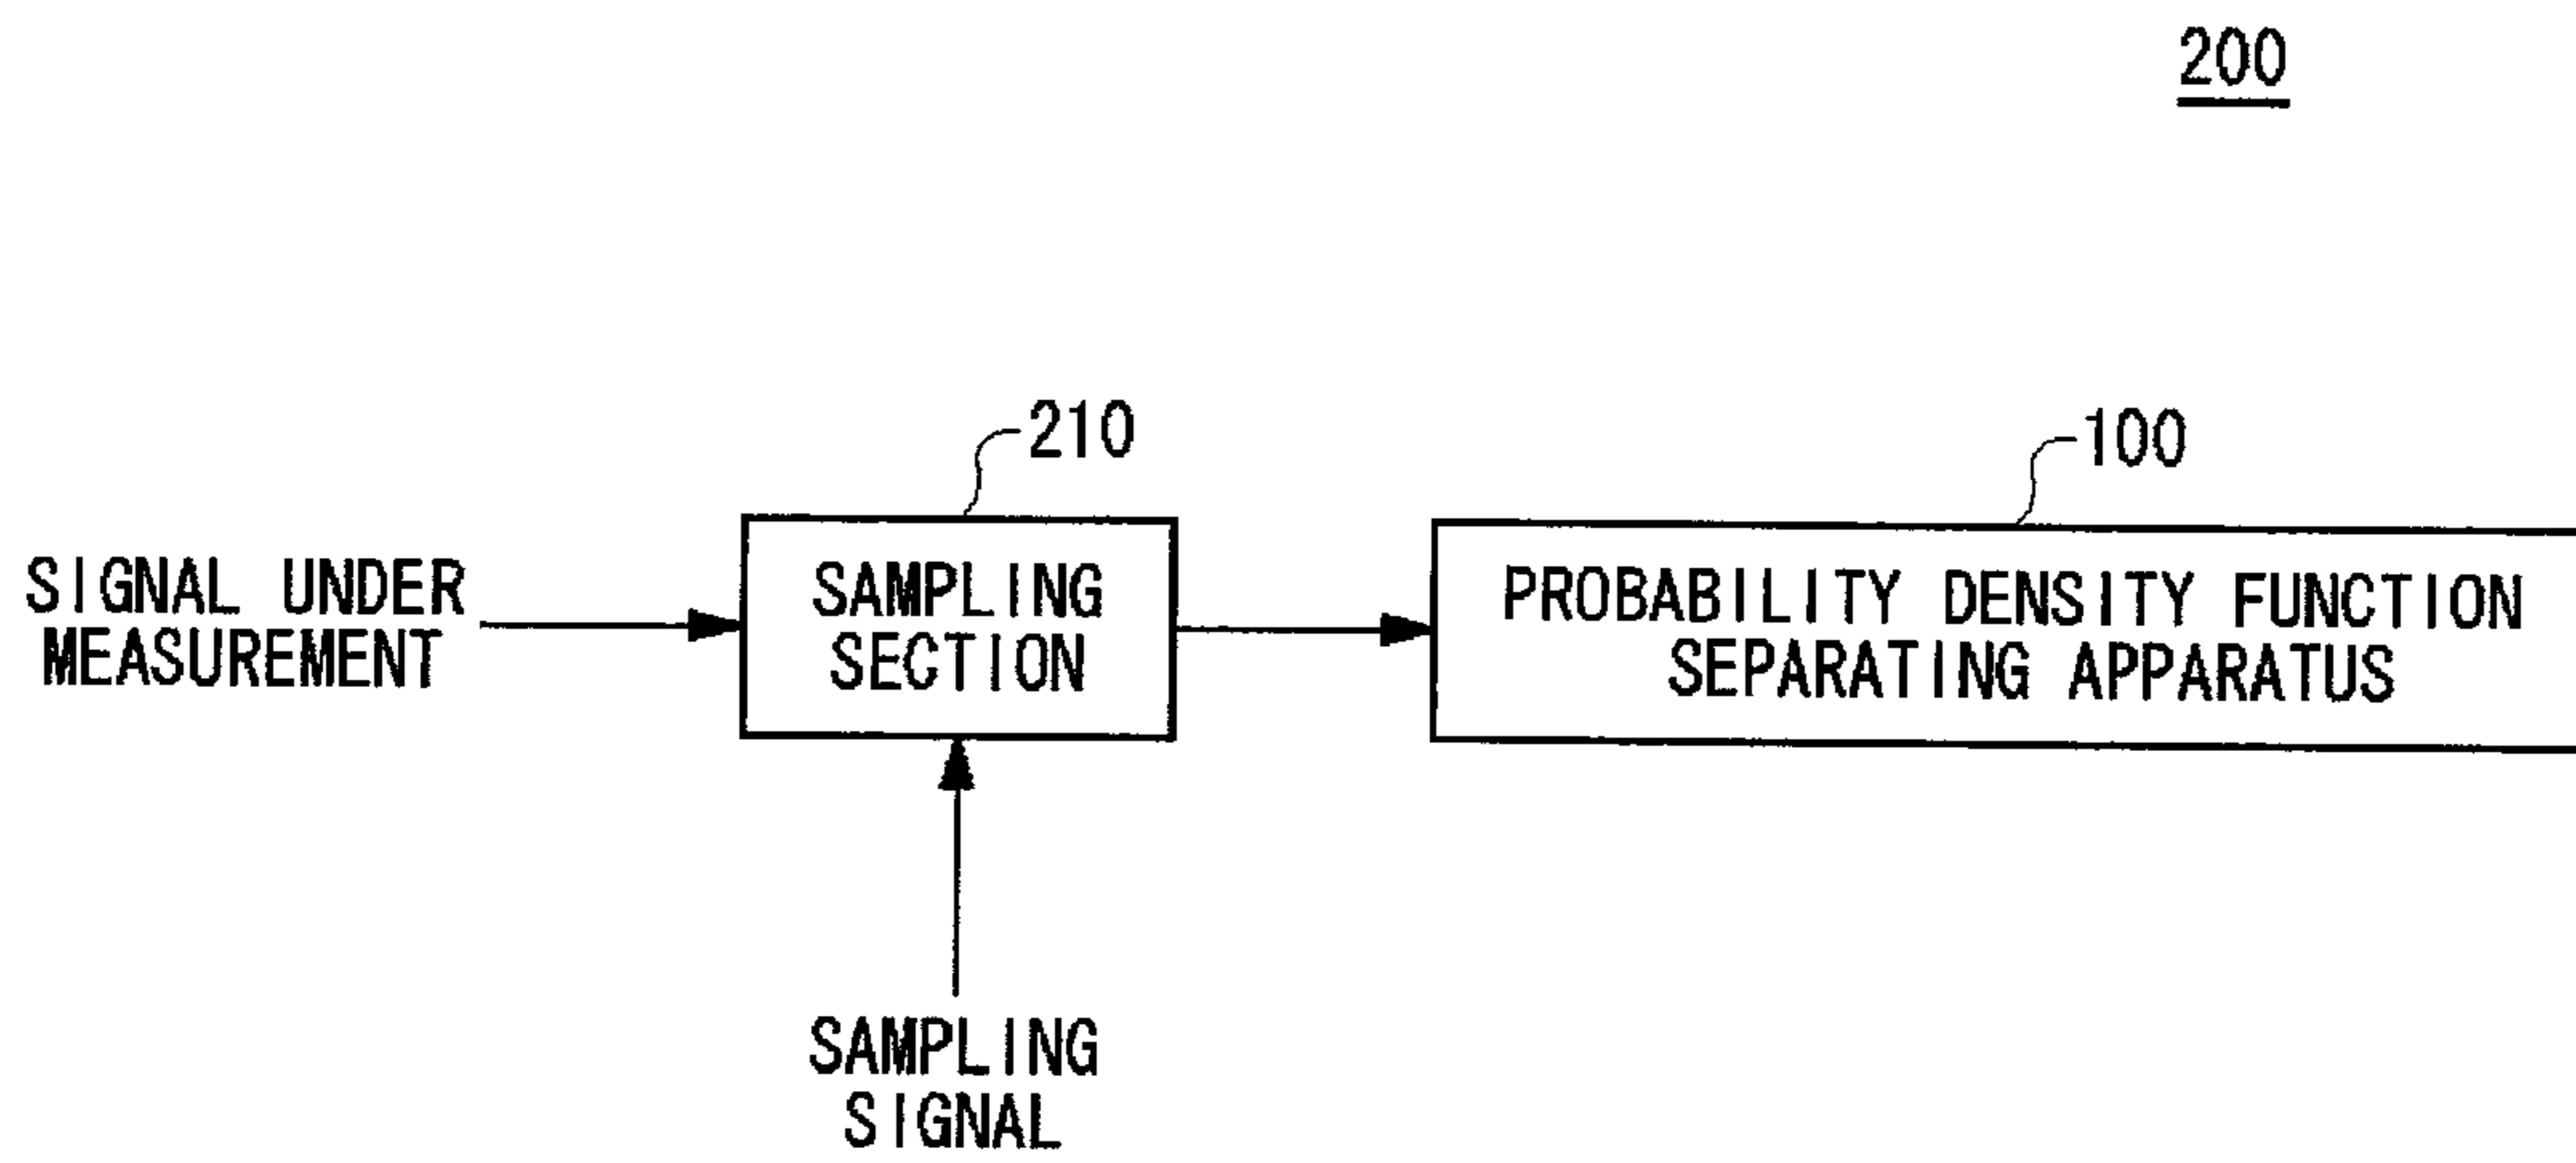 200
210
100
SIGNAL UNDER
MEASUREMENT
SAMPLING
SECTION
PROBABILITY DENSITY FUNCTION
SEPARATING APPARATUS
SAMPLING
SIGNAL